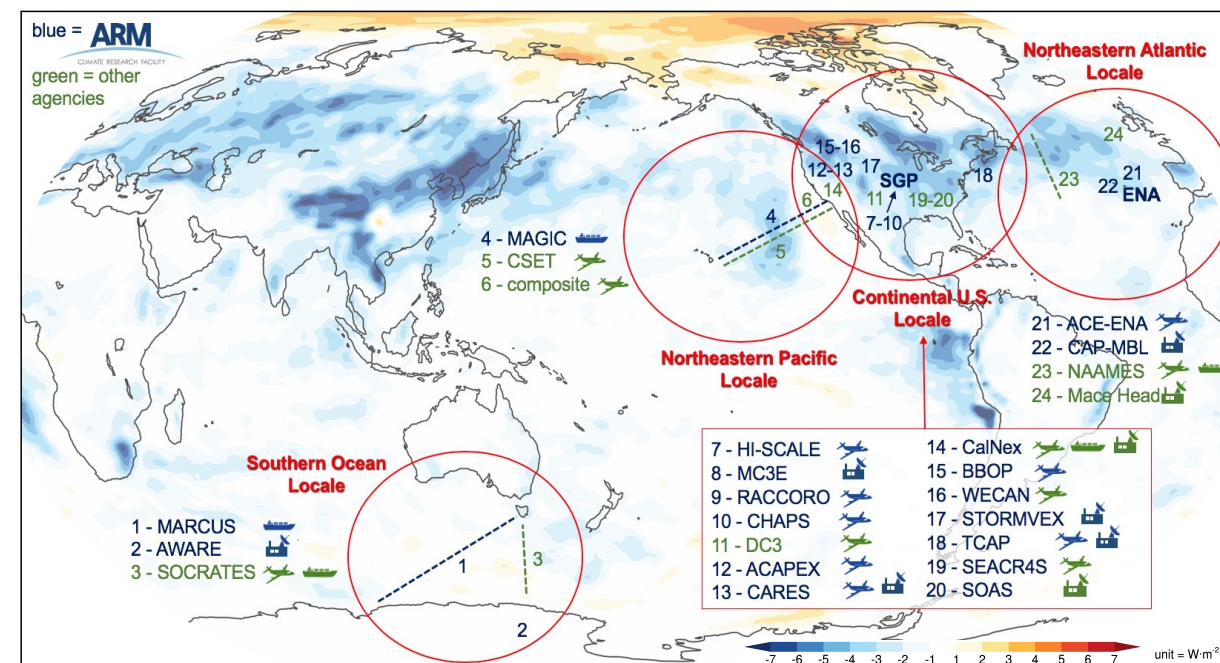 blue = ARM
CLIMATE RESEARCH FACILITY
green = other
agencies
Northeastern Atlantic
Locale
15-16
12-13
17
SGP
18
14
6
11
19-20
7-10
24
23
21
22
ENA
4
5
4 - MAGIC
5 - CSET
6 - composite
Continental U.S.
Locale
Northeastern Pacific
Locale
21 - ACE-ENA
22 - CAP-MBL
23 - NAAMES
24 - Mace Head
Southern Ocean
Locale
1 - MARCUS
2 - AWARE
3 - SOCRATES
1
3
2
7 - HI-SCALE
8 - MC3E
9 - RACCORO
10 - CHAPS
11 - DC3
12 - ACAPEX
13 - CARES
14 - CalNex
15 - BBOP
16 - WECAN
17 - STORMVEX
18 - TCAP
19 - SEACR4S
20 - SOAS
-7 -6 -5 -4 -3 -2 -1 1 2 3 4 5 6 7
unit = W·m⁻²